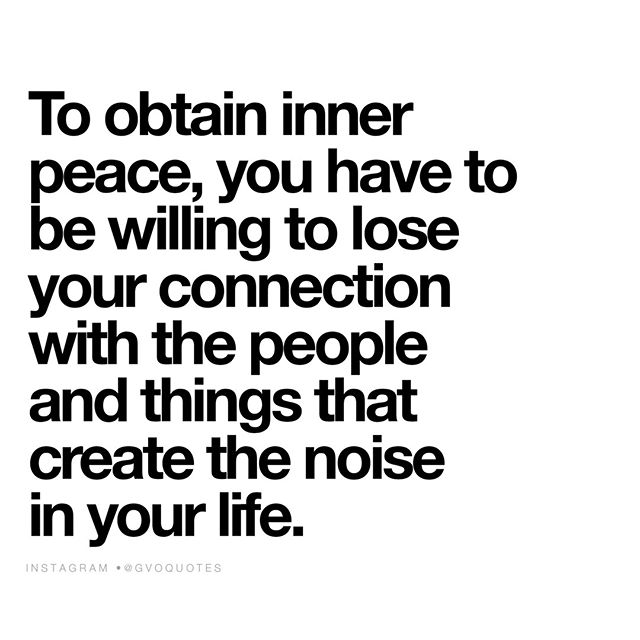 To obtain inner
peace, you have to
be willing to lose
your connection
with the people
and things that
create the noise
in your life.
INSTAGRAM •@GVOQUOTES